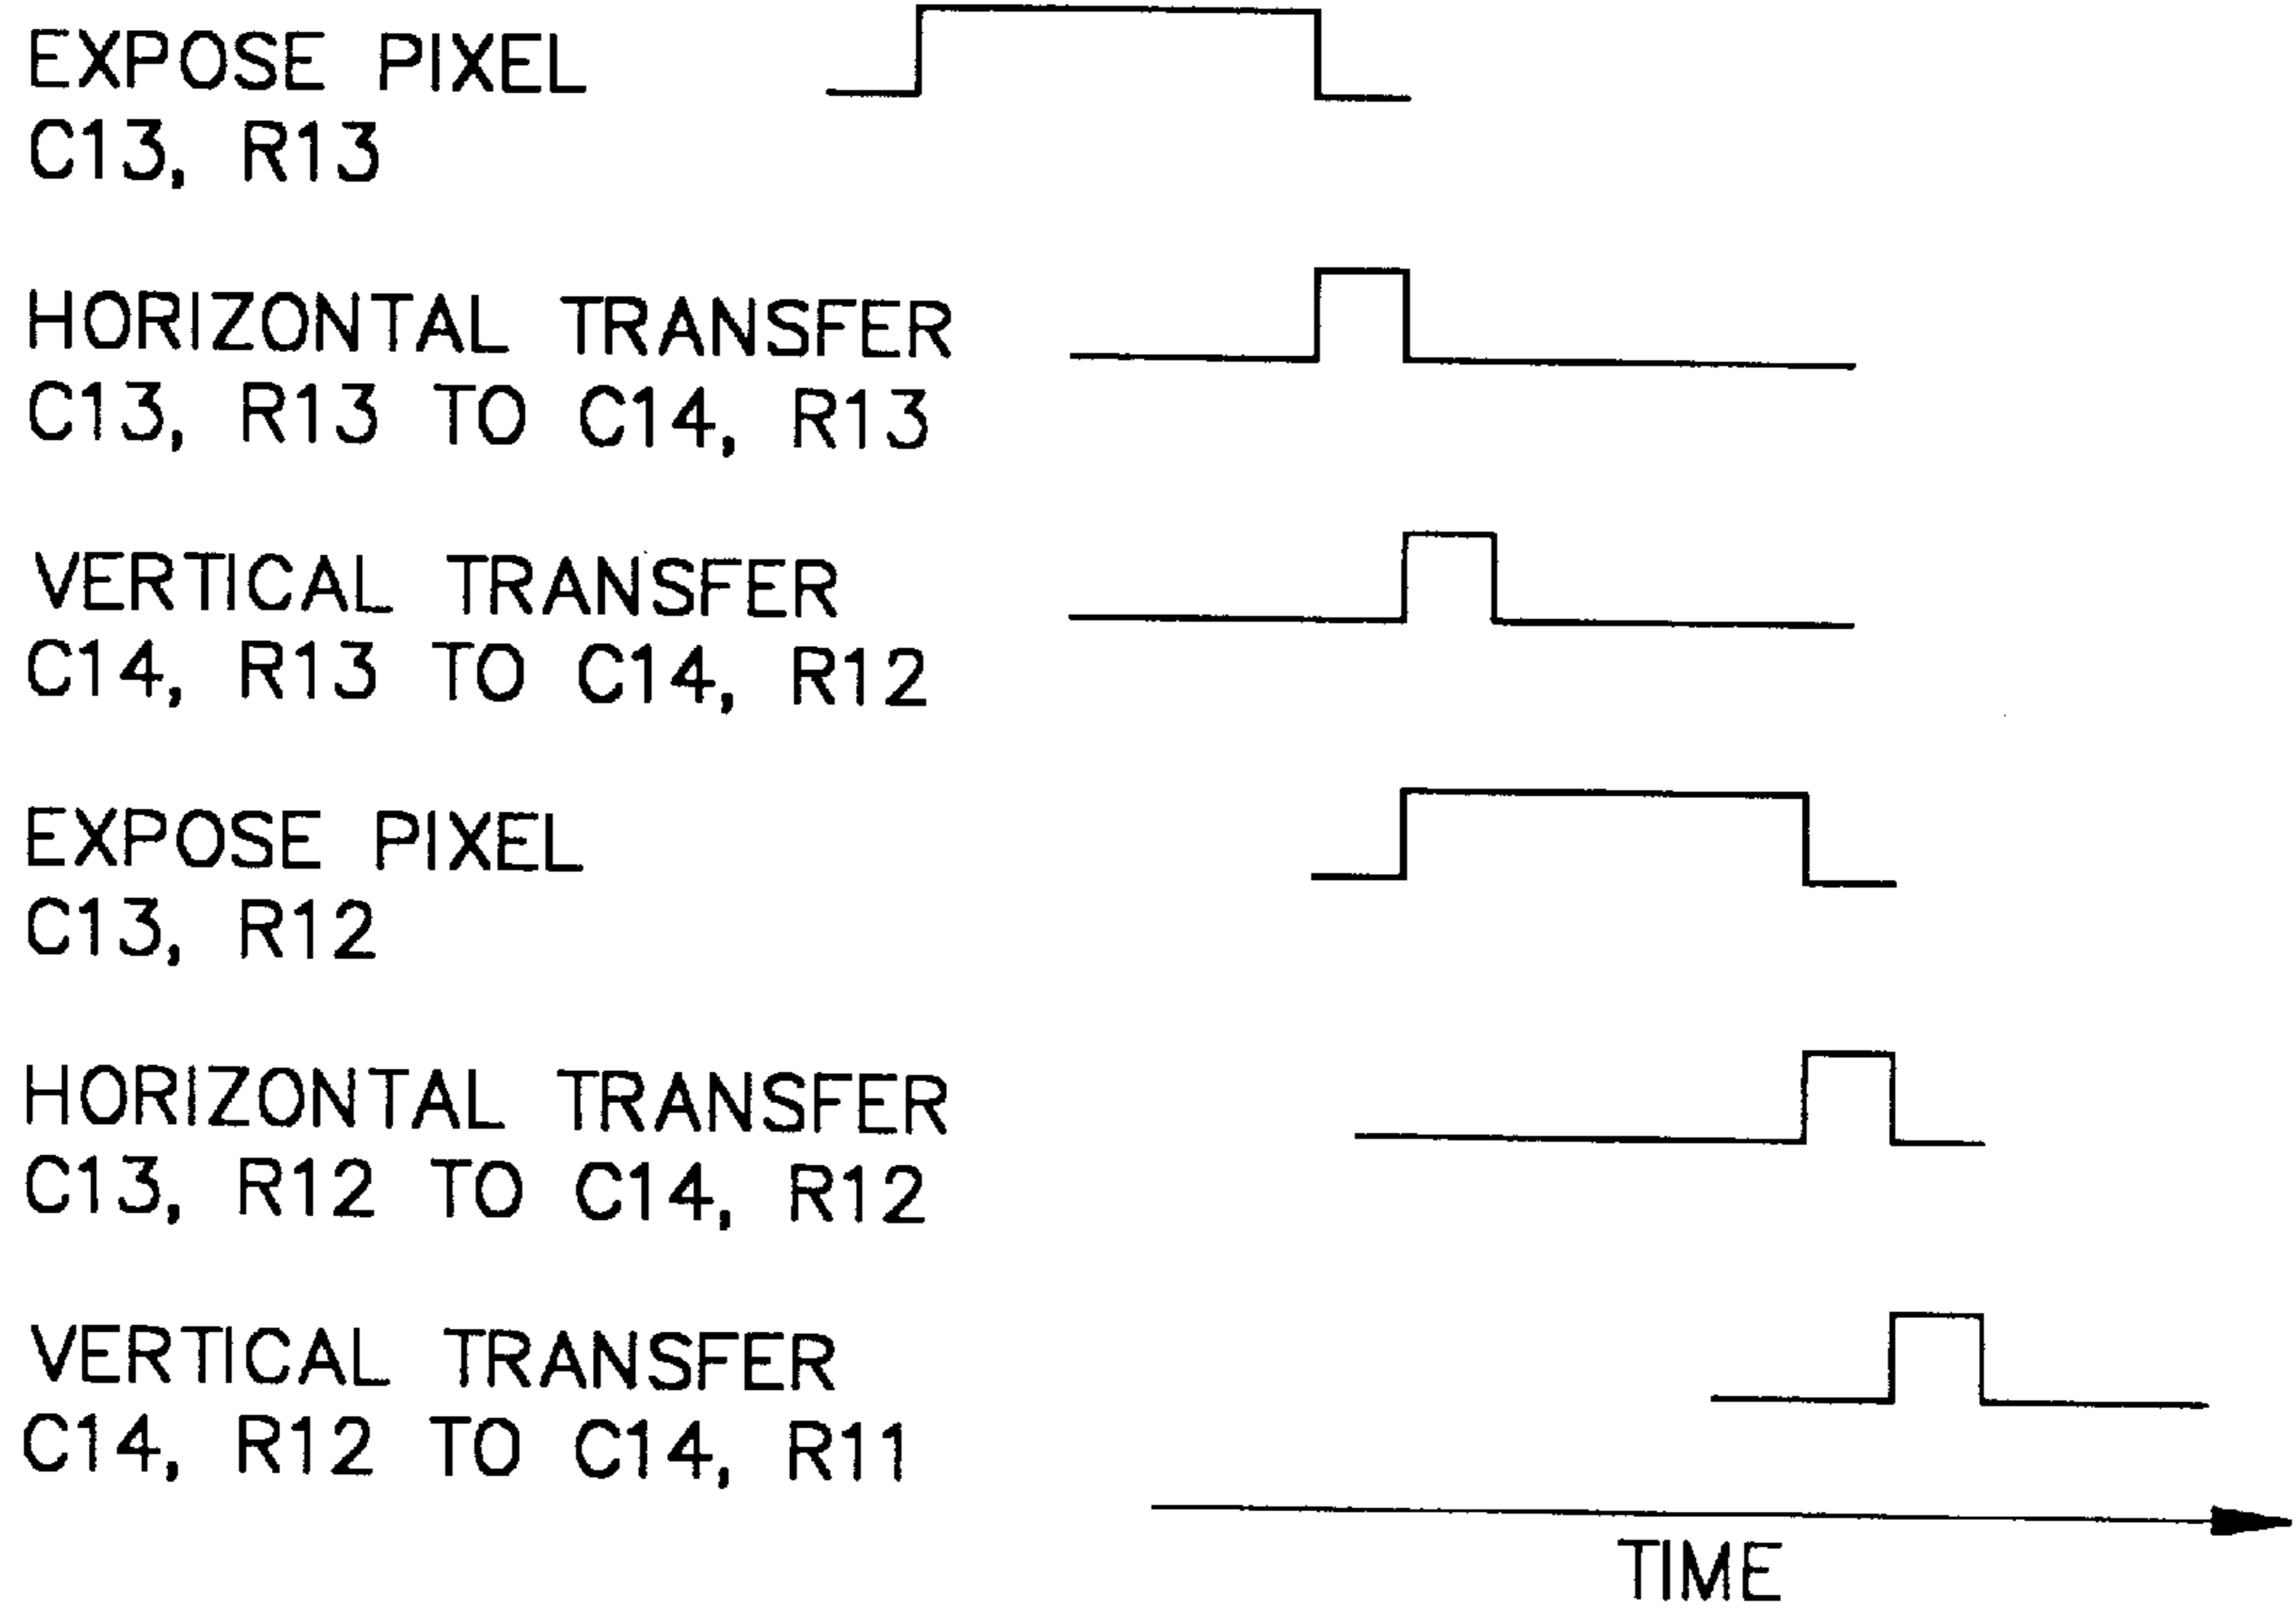 EXPOSE PIXEL
C13, R13
HORIZONTAL TRANSFER
C13, R13 TO C14, R13
VERTICAL TRANSFER
C14, R13 TO C14, R12
EXPOSE PIXEL
C13, R12
HORIZONTAL TRANSFER
C13, R12 TO C14, R12
VERTICAL TRANSFER
C14, R12 TO C14, R11
TIME